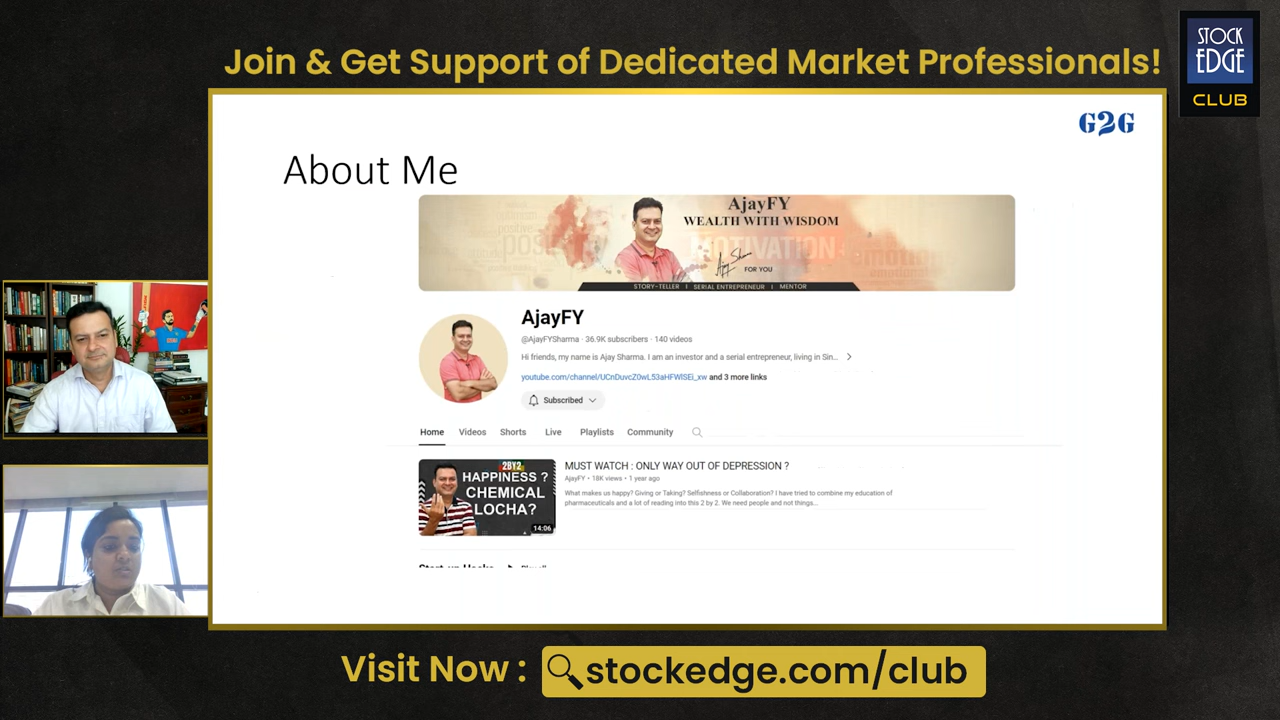 Join & Get Support of Dedicated Market Professionals!
STOCK
EDGE
CLUB
G2G
About Me
AjayFY
WEALTH WITH WISDOM
positive
MOTIVATION
FOR YOU
STORY-TELLER I SERIAL ENTREPRENEUR I MENTOR
AjayFY
@AjayFYSharma · 36.9K subscribers · 140 videos
Hi friends, my name is Ajay Sharma. I am an investor and a serial entrepreneur, living in Sin...
youtube.com/channel/UCnDuvcZ0wL53aHFWlSEi_xw and 3 more links
Subscribed
Home Videos Shorts Live Playlists Community
2BY2
HAPPINESS ?
CHEMICAL
LOCHA?
14:06
MUST WATCH : ONLY WAY OUT OF DEPRESSION ?
AjayFY • 18K views • 1 year ago
What makes us happy? Giving or Taking? Selfishness or Collaboration? I have tried to combine my education of
pharmaceuticals and a lot of reading into this 2 by 2. We need people and not things...
Visit Now :
stockedge.com/club